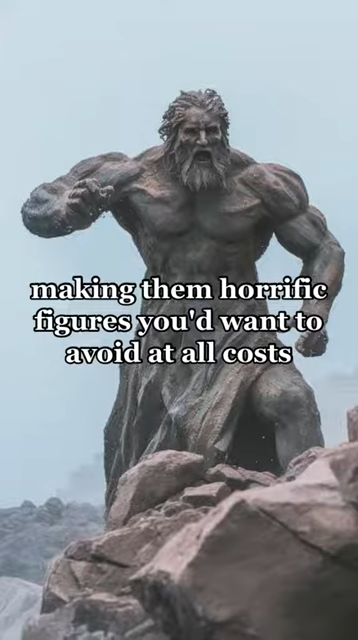 making them horrific
figures you'd want to
avoid at all costs